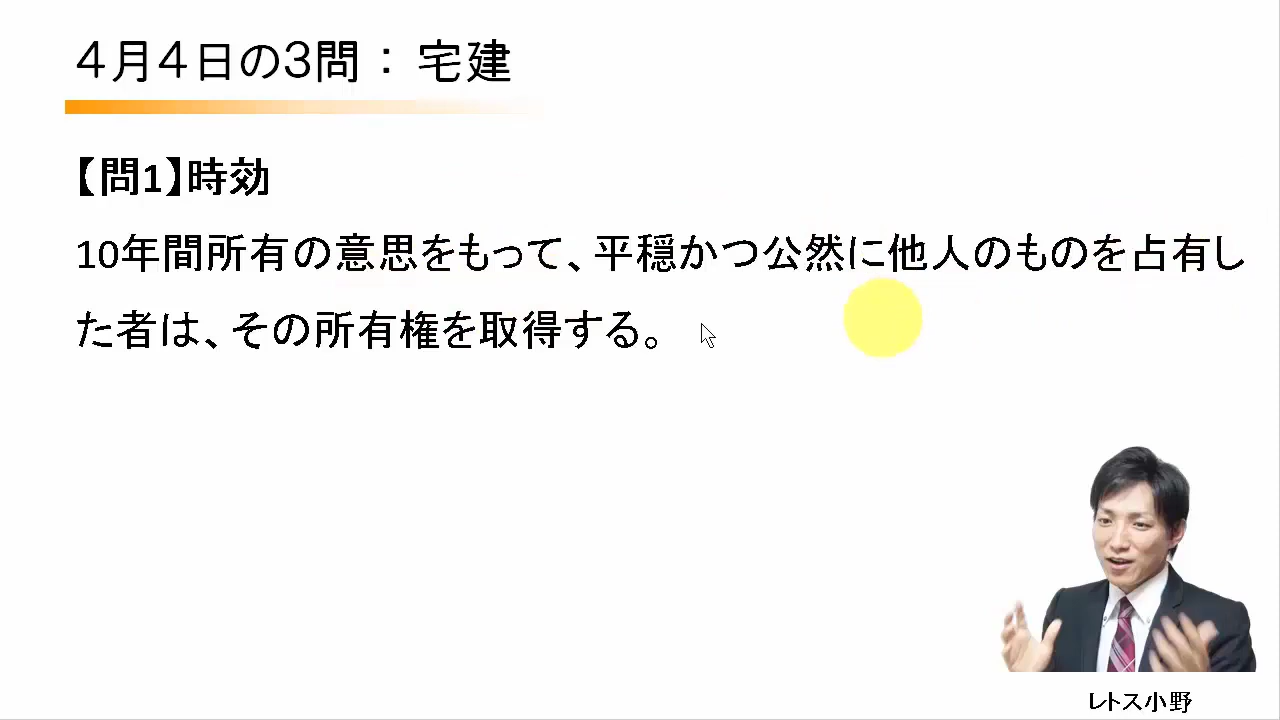 4月4日の3問：宅建
【問1】時効
10年間所有の意思をもって、平穏かつ公然に他人のものを占有し
た者は、その所有権を取得する。
レトス小野